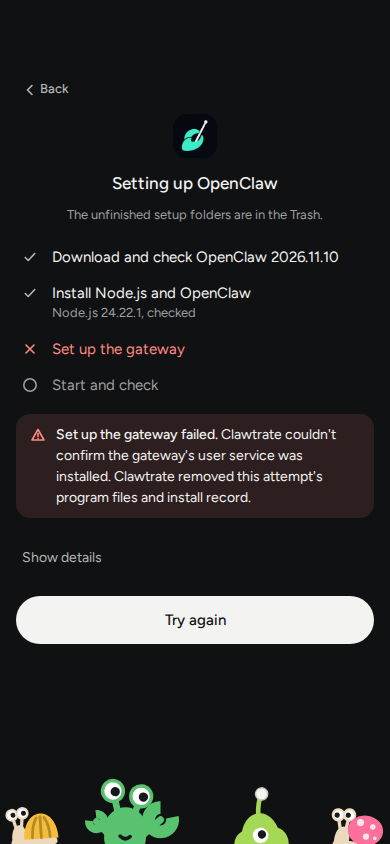 Back
Setting up OpenClaw
The unfinished setup folders are in the Trash.
Download and check OpenClaw 2026.11.10
Install Node.js and OpenClaw
Node.js 24.22.1, checked
Set up the gateway
Start and check
Set up the gateway failed. Clawtrate couldn't
confirm the gateway's user service was
installed. Clawtrate removed this attempt's
program files and install record.
Show details
Try again